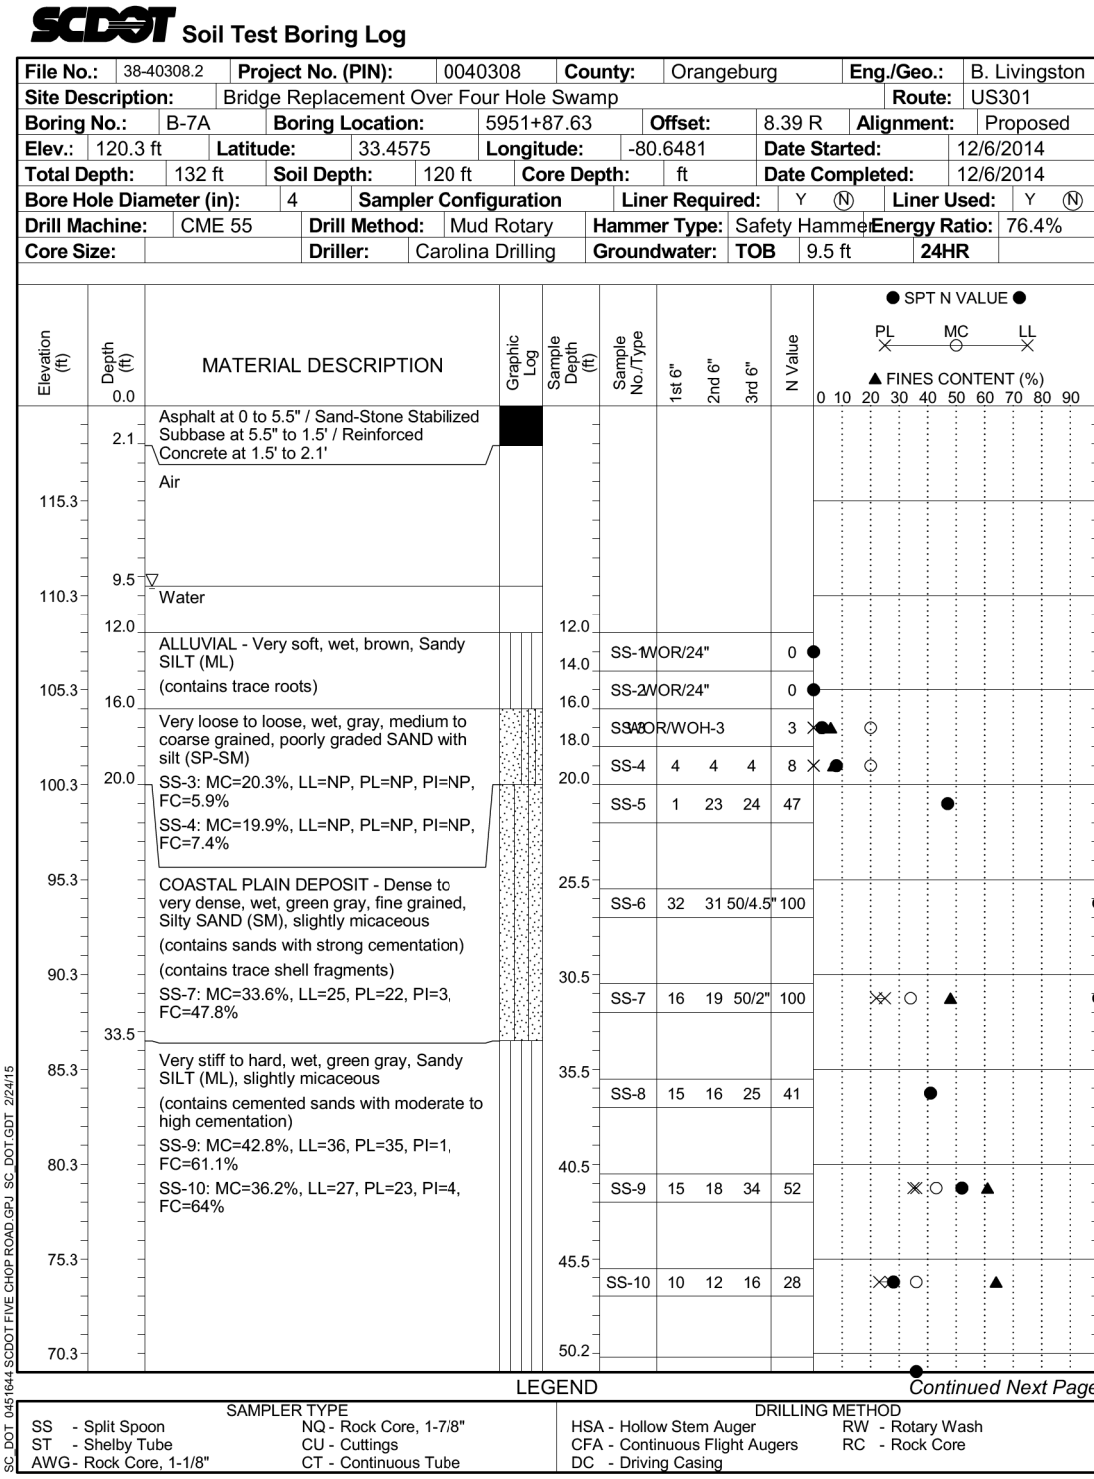 SCDOT Soil Test Boring Log
File No.: 38-40308.2 Project No. (PIN): 0040308 County: Orangeburg Eng./Geo.: B. Livingston
Site Description: Bridge Replacement Over Four Hole Swamp Route: US301
Boring No.: B-7A Boring Location: 5951+87.63 Offset: 8.39 R Alignment: Proposed
Elev.: 120.3 ft Latitude: 33.4575 Longitude: -80.6481 Date Started: 12/6/2014
Total Depth: 132 ft Soil Depth: 120 ft Core Depth: ft Date Completed: 12/6/2014
Bore Hole Diameter (in): 4 Sampler Configuration Liner Required: Y N Liner Used: Y N
Drill Machine: CME 55 Drill Method: Mud Rotary Hammer Type: Safety Hammer Energy Ratio: 76.4%
Core Size: Driller: Carolina Drilling Groundwater: TOB 9.5 ft 24HR
Elevation (ft)
Depth (ft)
0.0
MATERIAL DESCRIPTION
Graphic Log
Sample Depth (ft)
Sample No./Type
1st 6"
2nd 6"
3rd 6"
N Value
SPT N VALUE
PL MC LL
FINES CONTENT (%)
0 10 20 30 40 50 60 70 80 90
Asphalt at 0 to 5.5" / Sand-Stone Stabilized
Subbase at 5.5" to 1.5' / Reinforced
2.1
Concrete at 1.5' to 2.1'
Air
115.3
9.5
110.3
Water
12.0 12.0
ALLUVIAL - Very soft, wet, brown, Sandy
SILT (ML)
SS-1 WOR/24" 0
14.0
(contains trace roots)
105.3 SS-2 WOR/24" 0
16.0 16.0
Very loose to loose, wet, gray, medium to
coarse grained, poorly graded SAND with
SS-3 WOR/WOH-3 3
18.0
silt (SP-SM)
SS-4 4 4 4 8
20.0 20.0
100.3
SS-3: MC=20.3%, LL=NP, PL=NP, PI=NP,
FC=5.9%
SS-5 1 23 24 47
SS-4: MC=19.9%, LL=NP, PL=NP, PI=NP,
FC=7.4%
95.3 25.5
COASTAL PLAIN DEPOSIT - Dense to
very dense, wet, green gray, fine grained,
SS-6 32 31 50/4.5" 100
Silty SAND (SM), slightly micaceous
(contains sands with strong cementation)
(contains trace shell fragments)
90.3 30.5
SS-7: MC=33.6%, LL=25, PL=22, PI=3,
SS-7 16 19 50/2" 100
FC=47.8%
33.5
Very stiff to hard, wet, green gray, Sandy
85.3 35.5
SILT (ML), slightly micaceous
SS-8 15 16 25 41
(contains cemented sands with moderate to
high cementation)
SS-9: MC=42.8%, LL=36, PL=35, PI=1,
FC=61.1%
80.3 40.5
SS-10: MC=36.2%, LL=27, PL=23, PI=4,
SS-9 15 18 34 52
FC=64%
75.3 45.5
SS-10 10 12 16 28
70.3 50.2
LEGEND
Continued Next Page
SAMPLER TYPE
SS - Split Spoon NQ - Rock Core, 1-7/8"
ST - Shelby Tube CU - Cuttings
AWG - Rock Core, 1-1/8" CT - Continuous Tube
DRILLING METHOD
HSA - Hollow Stem Auger RW - Rotary Wash
CFA - Continuous Flight Augers RC - Rock Core
DC - Driving Casing
SC_DOT 0451644 SCDOT FIVE CHOP ROAD.GPJ SC_DOT.GDT 2/24/15